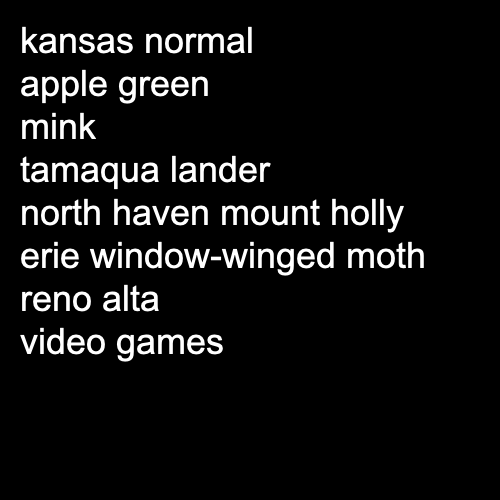 kansas normal
apple green
mink
tamaqua lander
north haven mount holly
erie window-winged moth
reno alta
video games